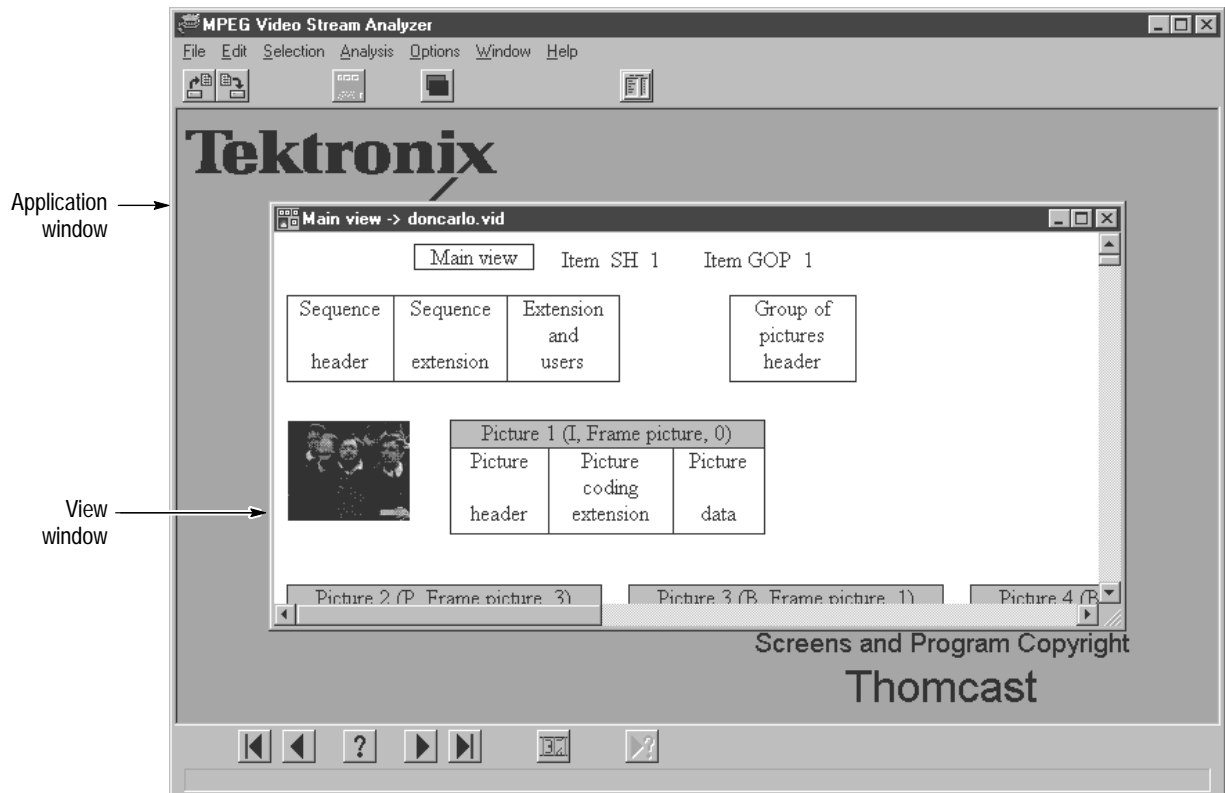 MPEG Video Stream Analyzer
File Edit Selection Analysis Options Window Help
Tektronix
Application
window
Main view -> doncarlo.vid
Main view Item SH 1 Item GOP 1
Sequence
header
Sequence
extension
Extension
and
users
Group of
pictures
header
Picture 1 (I, Frame picture, 0)
Picture
header
Picture
coding
extension
Picture
data
View
window
Picture 2 (P, Frame picture, 3) Picture 3 (B, Frame picture, 1) Picture 4 (B
Screens and Program Copyright
Thomcast